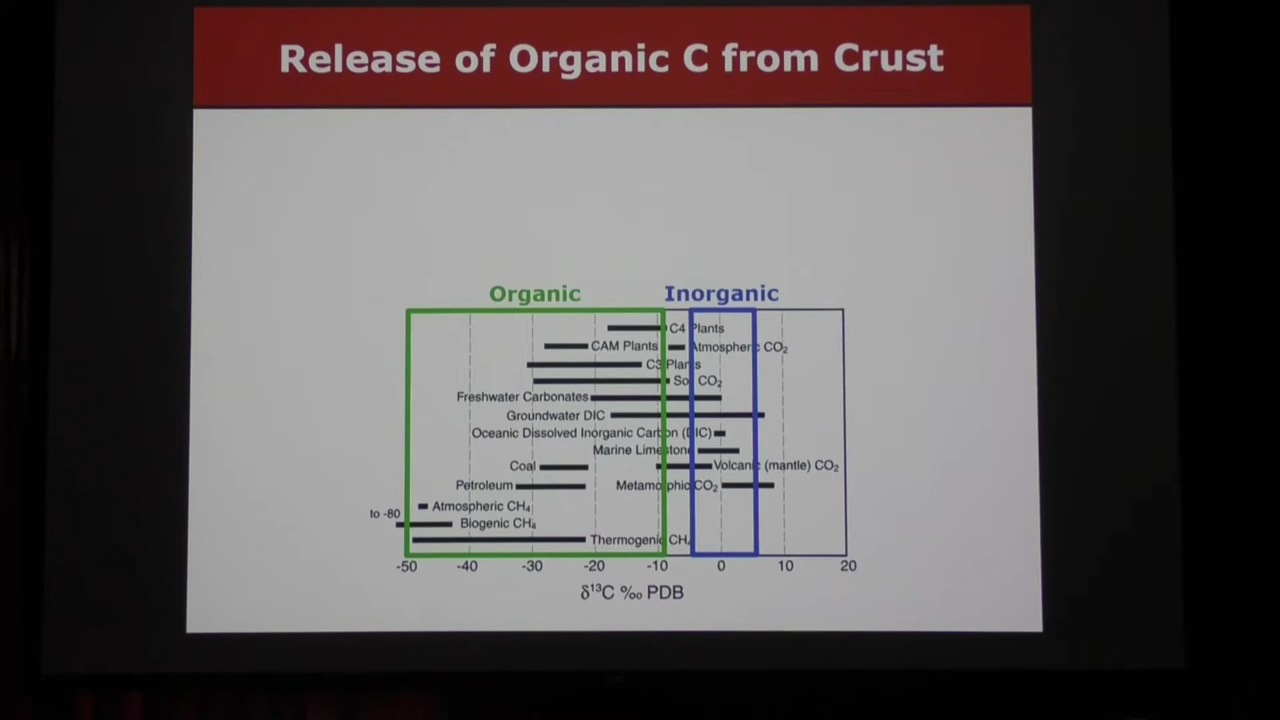 Release of Organic C from Crust
Organic
Inorganic
C4 Plants
CAM Plants
Atmospheric CO₂
C3 Plants
Soil CO₂
Freshwater Carbonates
Groundwater DIC
Oceanic Dissolved Inorganic Carbon (DIC)
Marine Limestone
Coal
Volcanic (mantle) CO₂
Petroleum
Metamorphic CO₂
Atmospheric CH₄
to -80
Biogenic CH₄
Thermogenic CH₄
-50 -40 -30 -20 -10 0 10 20
δ¹³C ‰ PDB